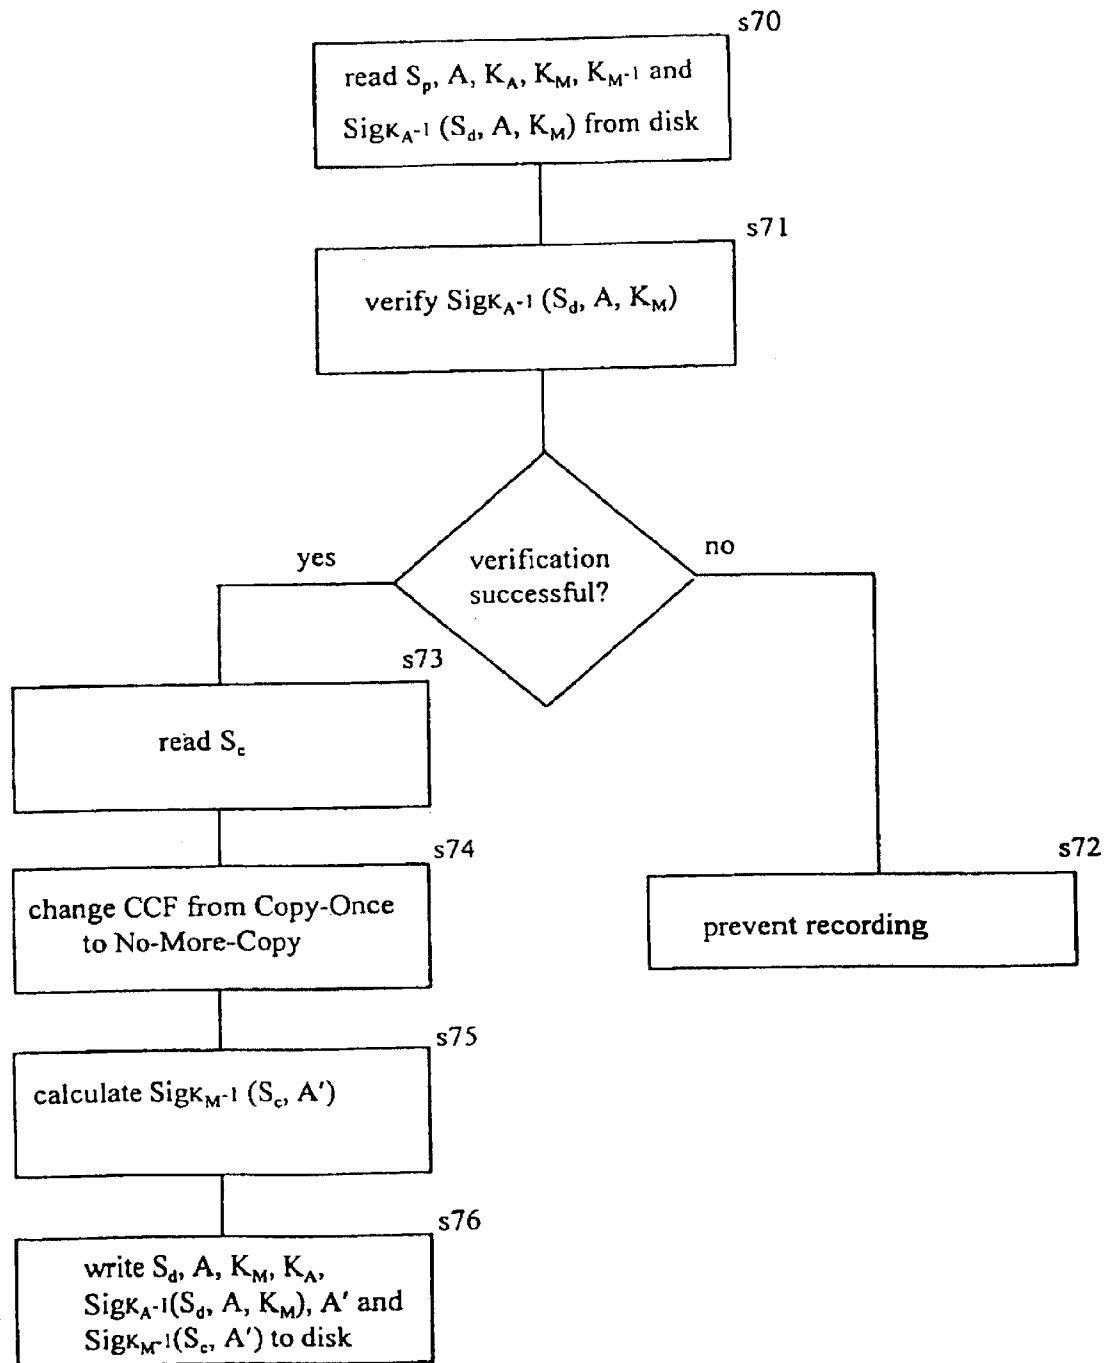 s70
read Sp, A, KA, KM, KM-1 and
SigKA-1 (Sd, A, KM) from disk
s71
verify SigKA-1 (Sd, A, KM)
verification
successful?
yes
no
s73
read Sc
s74
change CCF from Copy-Once
to No-More-Copy
s72
prevent recording
s75
calculate SigKM-1 (Sc, A')
s76
write Sd, A, KM, KA,
SigKA-1(Sd, A, KM), A' and
SigKM-1(Sc, A') to disk